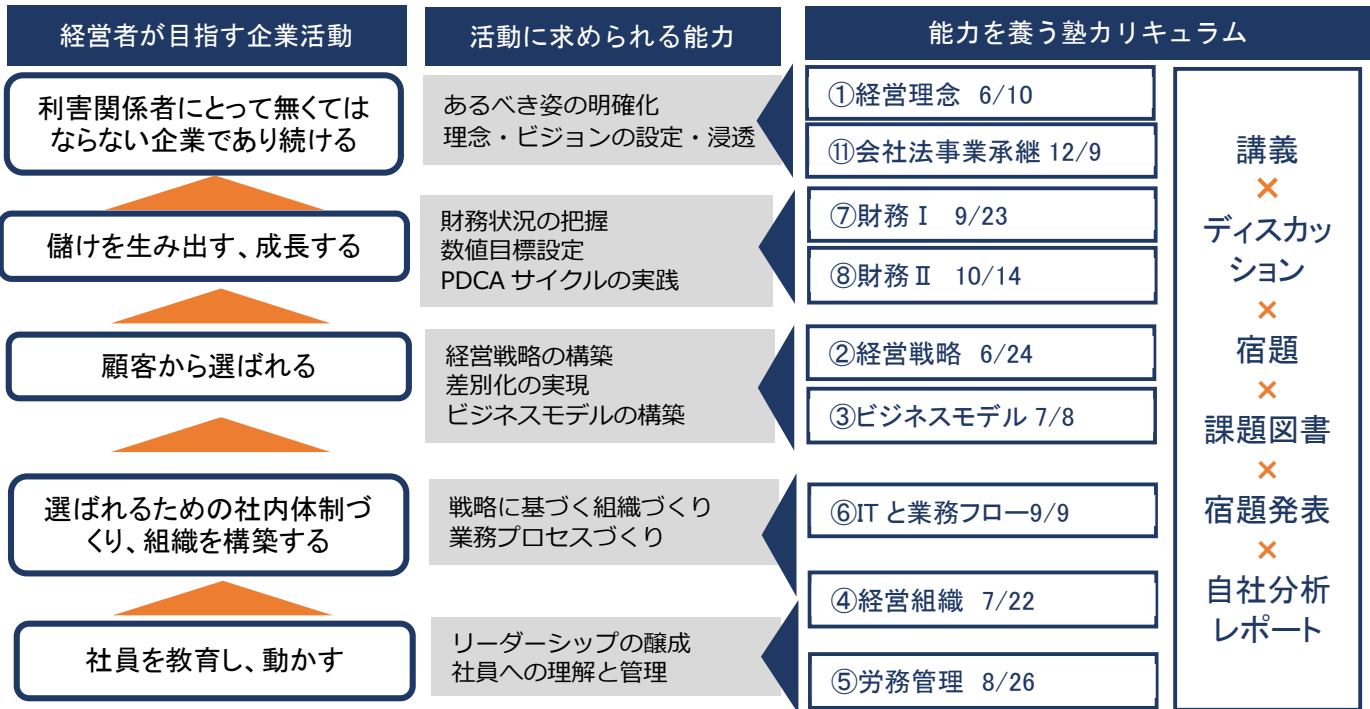 経営者が目指す企業活動
活動に求められる能力
能力を養う塾カリキュラム
利害関係者にとって無くては
ならない企業であり続ける
あるべき姿の明確化
理念・ビジョンの設定・浸透
①経営理念 6/10
⑪会社法事業承継 12/9
儲けを生み出す、成長する
財務状況の把握
数値目標設定
PDCA サイクルの実践
⑦財務Ⅰ 9/23
⑧財務Ⅱ 10/14
顧客から選ばれる
経営戦略の構築
差別化の実現
ビジネスモデルの構築
②経営戦略 6/24
③ビジネスモデル 7/8
選ばれるための社内体制づ
くり、組織を構築する
戦略に基づく組織づくり
業務プロセスづくり
⑥IT と業務フロー9/9
④経営組織 7/22
社員を教育し、動かす
リーダーシップの醸成
社員への理解と管理
⑤労務管理 8/26
講義
×
ディスカッ
ション
×
宿題
×
課題図書
×
宿題発表
×
自社分析
レポート